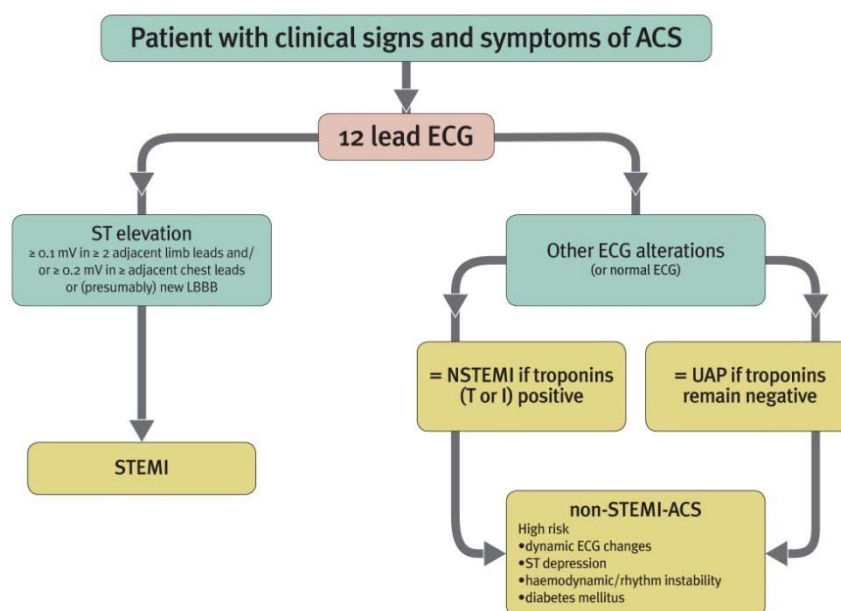 Patient with clinical signs and symptoms of ACS
12 lead ECG
ST elevation
≥ 0.1 mV in ≥ 2 adjacent limb leads and/
or ≥ 0.2 mV in ≥ adjacent chest leads
or (presumably) new LBBB
Other ECG alterations
(or normal ECG)
= NSTEMI if troponins
(T or I) positive
= UAP if troponins
remain negative
STEMI
non-STEMI-ACS
High risk
•dynamic ECG changes
•ST depression
•haemodynamic/rhythm instability
•diabetes mellitus